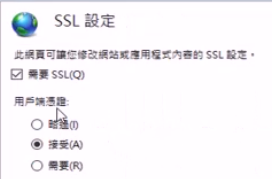 SSL 設定
此網頁可讓您修改網站或應用程式內容的 SSL 設定。
☑ 需要 SSL(Q)
用戶端憑證:
○ 略過(I)
◉ 接受(A)
○ 需要(R)